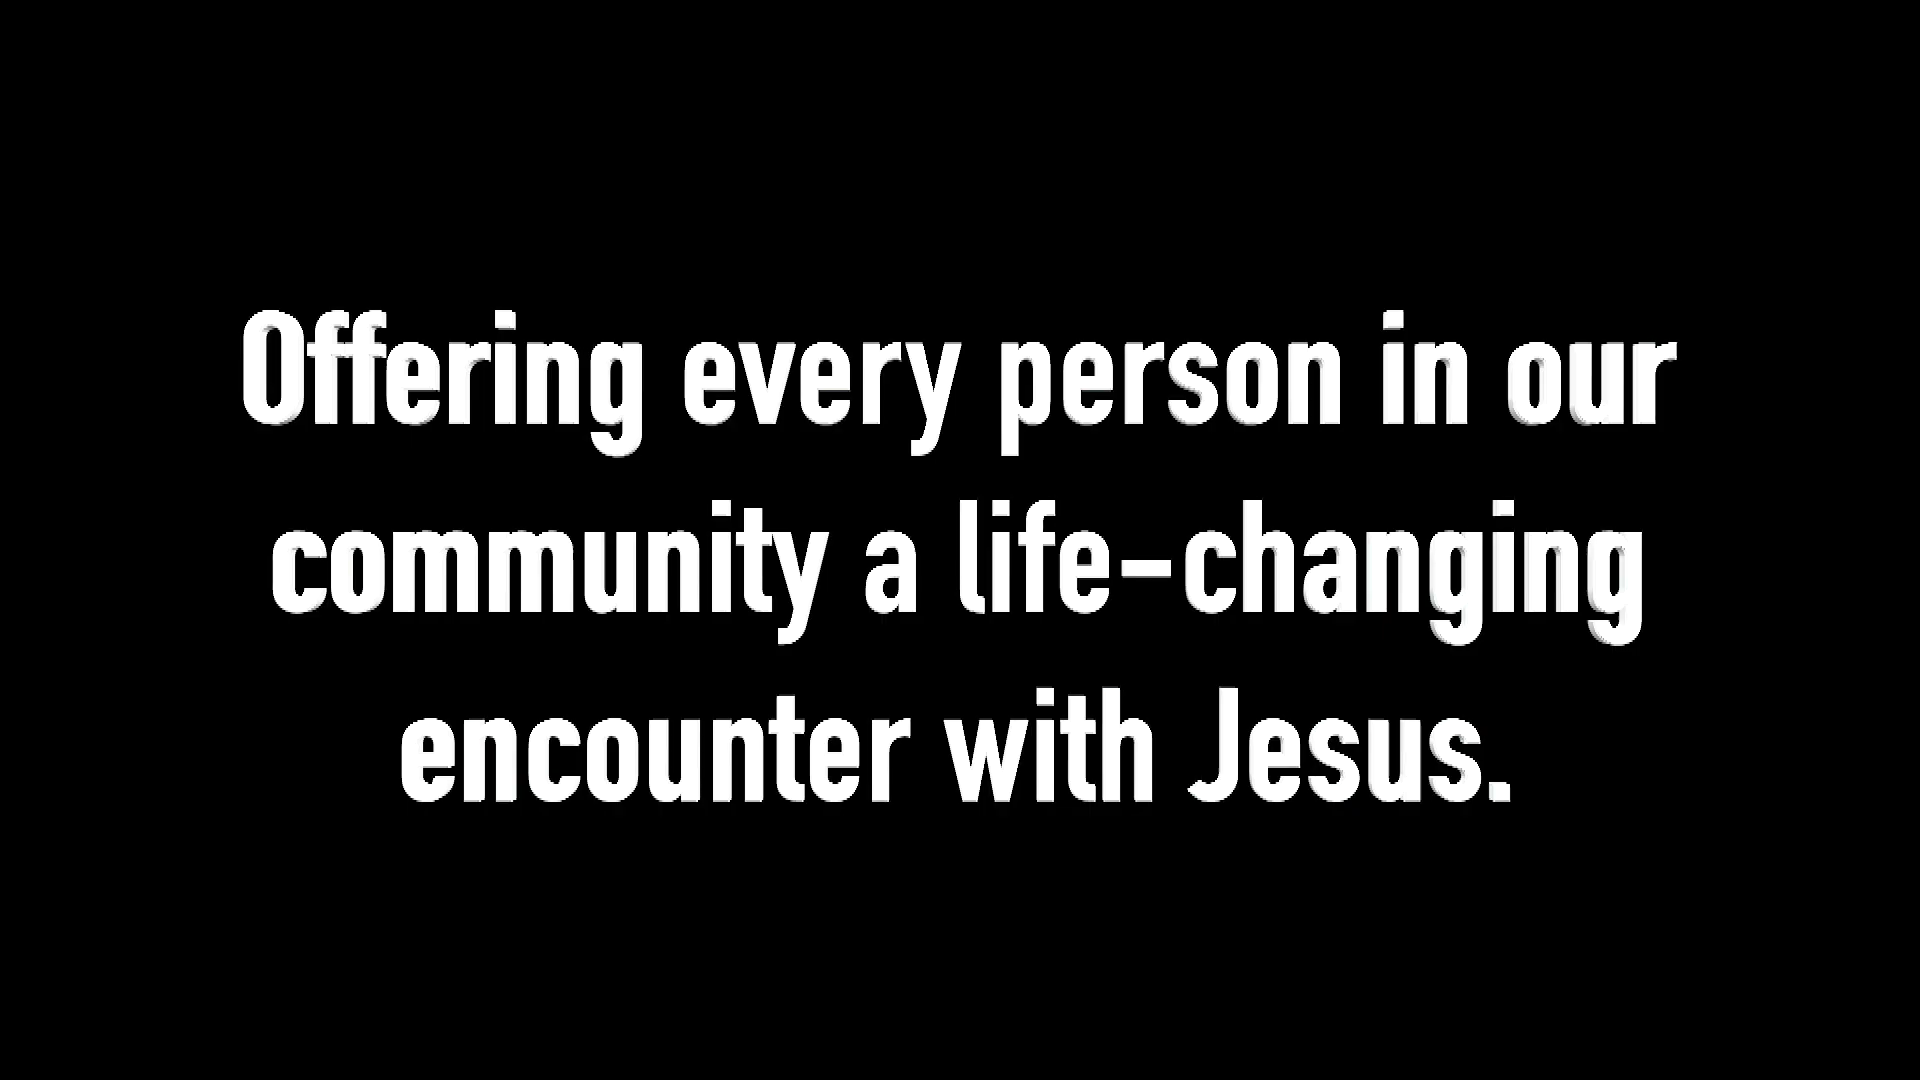 Offering every person in our
community a life-changing
encounter with Jesus.